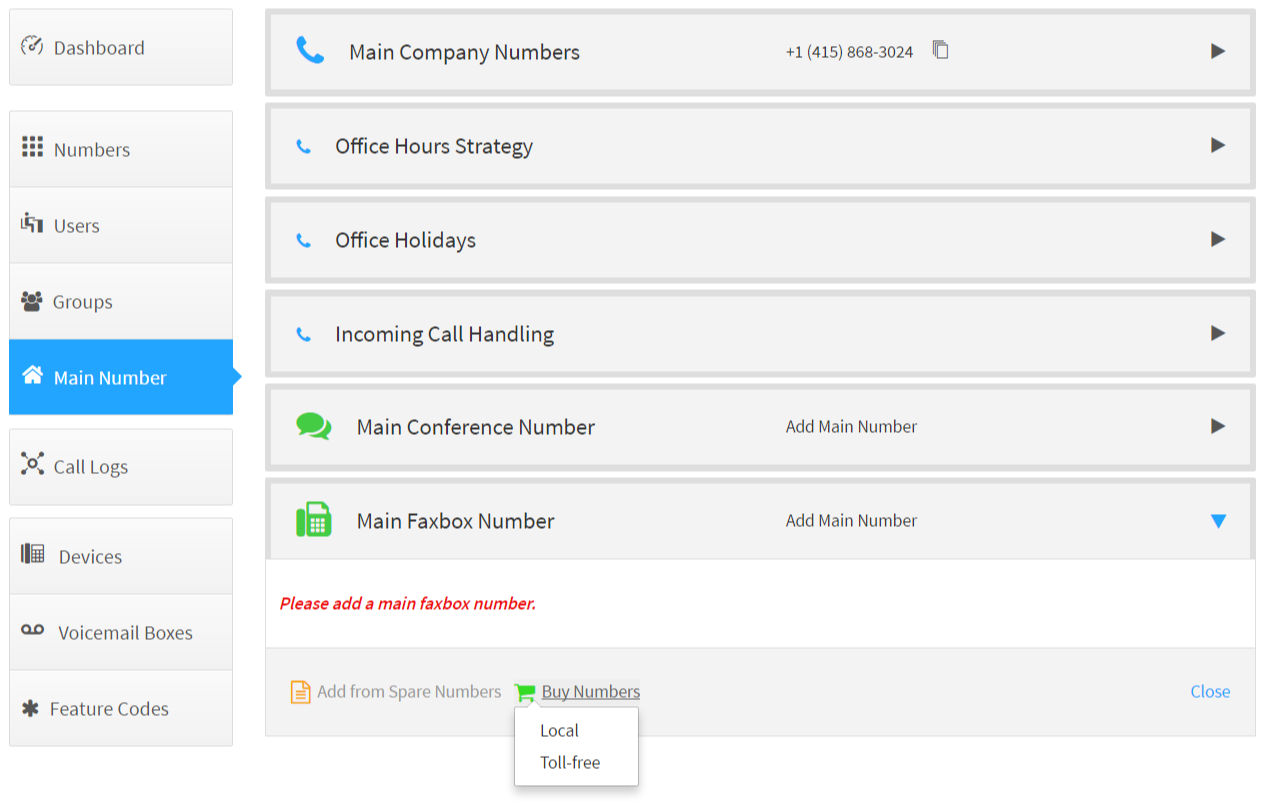 Dashboard
Numbers
Users
Groups
Main Number
Call Logs
Devices
Voicemail Boxes
Feature Codes
Main Company Numbers +1 (415) 868-3024
Office Hours Strategy
Office Holidays
Incoming Call Handling
Main Conference Number Add Main Number
Main Faxbox Number Add Main Number
Please add a main faxbox number.
Add from Spare Numbers Buy Numbers Close
Local
Toll-free